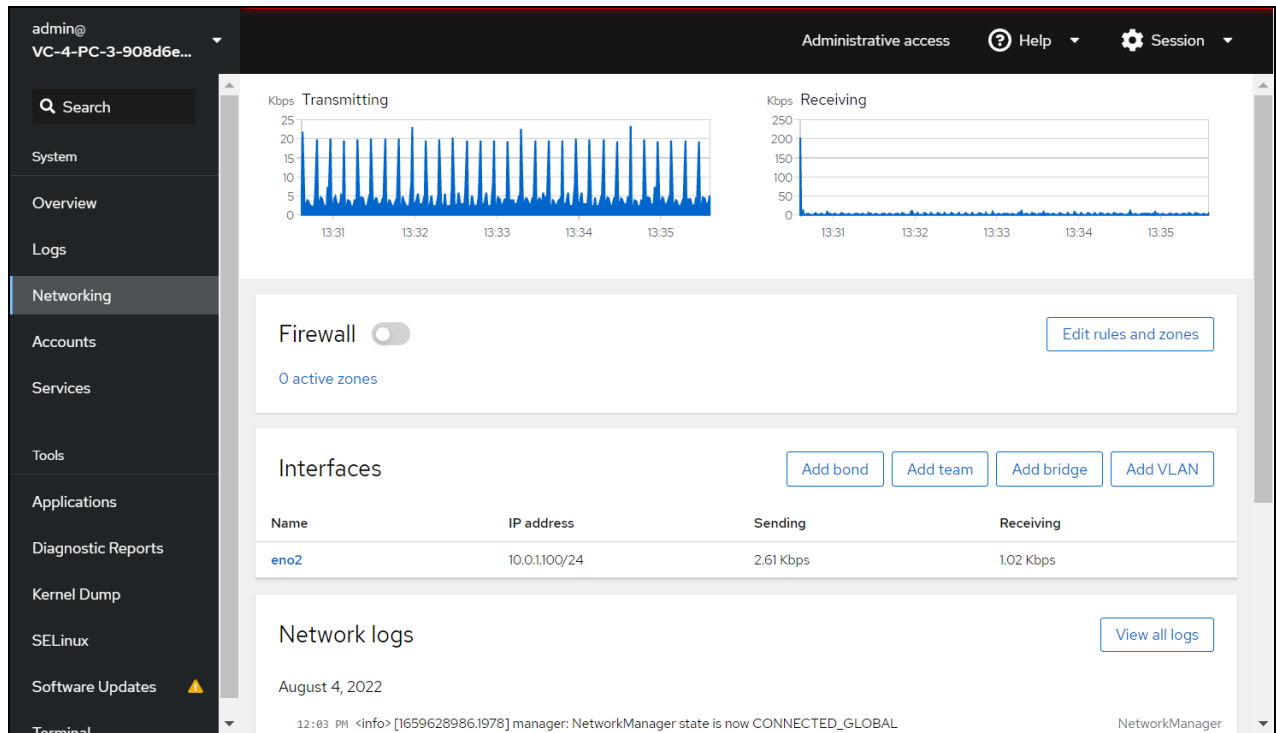 admin@
VC-4-PC-3-908d6e...
Administrative access
Help
Session
Search
System
Overview
Logs
Networking
Accounts
Services
Tools
Applications
Diagnostic Reports
Kernel Dump
SELinux
Software Updates
Terminal
Kbps Transmitting
25
20
15
10
5
0
13:31 13:32 13:33 13:34 13:35
Kbps Receiving
250
200
150
100
50
0
13:31 13:32 13:33 13:34 13:35
Firewall
Edit rules and zones
0 active zones
Interfaces
Add bond
Add team
Add bridge
Add VLAN
Name IP address Sending Receiving
eno2 10.0.1.100/24 2.61 Kbps 1.02 Kbps
Network logs
View all logs
August 4, 2022
12:03 PM <info> [1659628986.1978] manager: NetworkManager state is now CONNECTED_GLOBAL NetworkManager